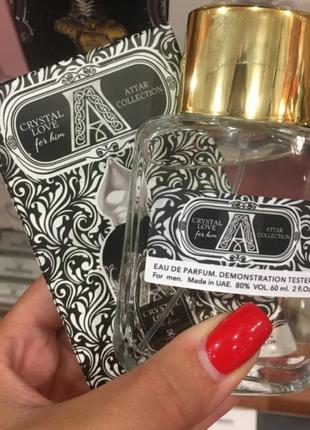 CRYSTAL
LOVE
for him
A
ATTAR
COLLECTION
CRYSTAL
LOVE
for him
A
ATTAR
COLLECTION
EAU DE PARFUM. DEMONSTRATION TESTER
For men. Made in UAE. 80% VOL. 60 ml. 2 fl.
CRYSTAL